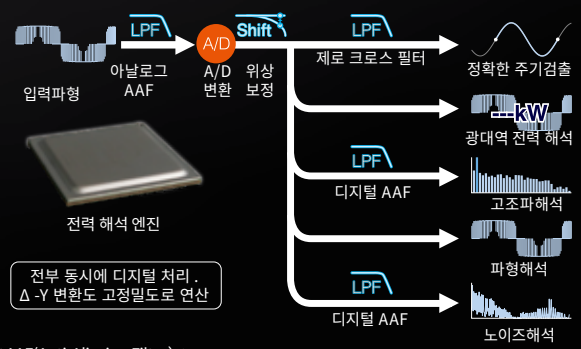 LPF
Shift
LPF
A/D
제로 크로스 필터
정확한 주기검출
입력파형
아날로그
AAF
A/D
변환
위상
보정
---kW
광대역 전력 해석
LPF
디지털 AAF
고조파해석
전력 해석 엔진
파형해석
전부 동시에 디지털 처리 .
Δ -Y 변환도 고정밀도로 연산
LPF
디지털 AAF
노이즈해석